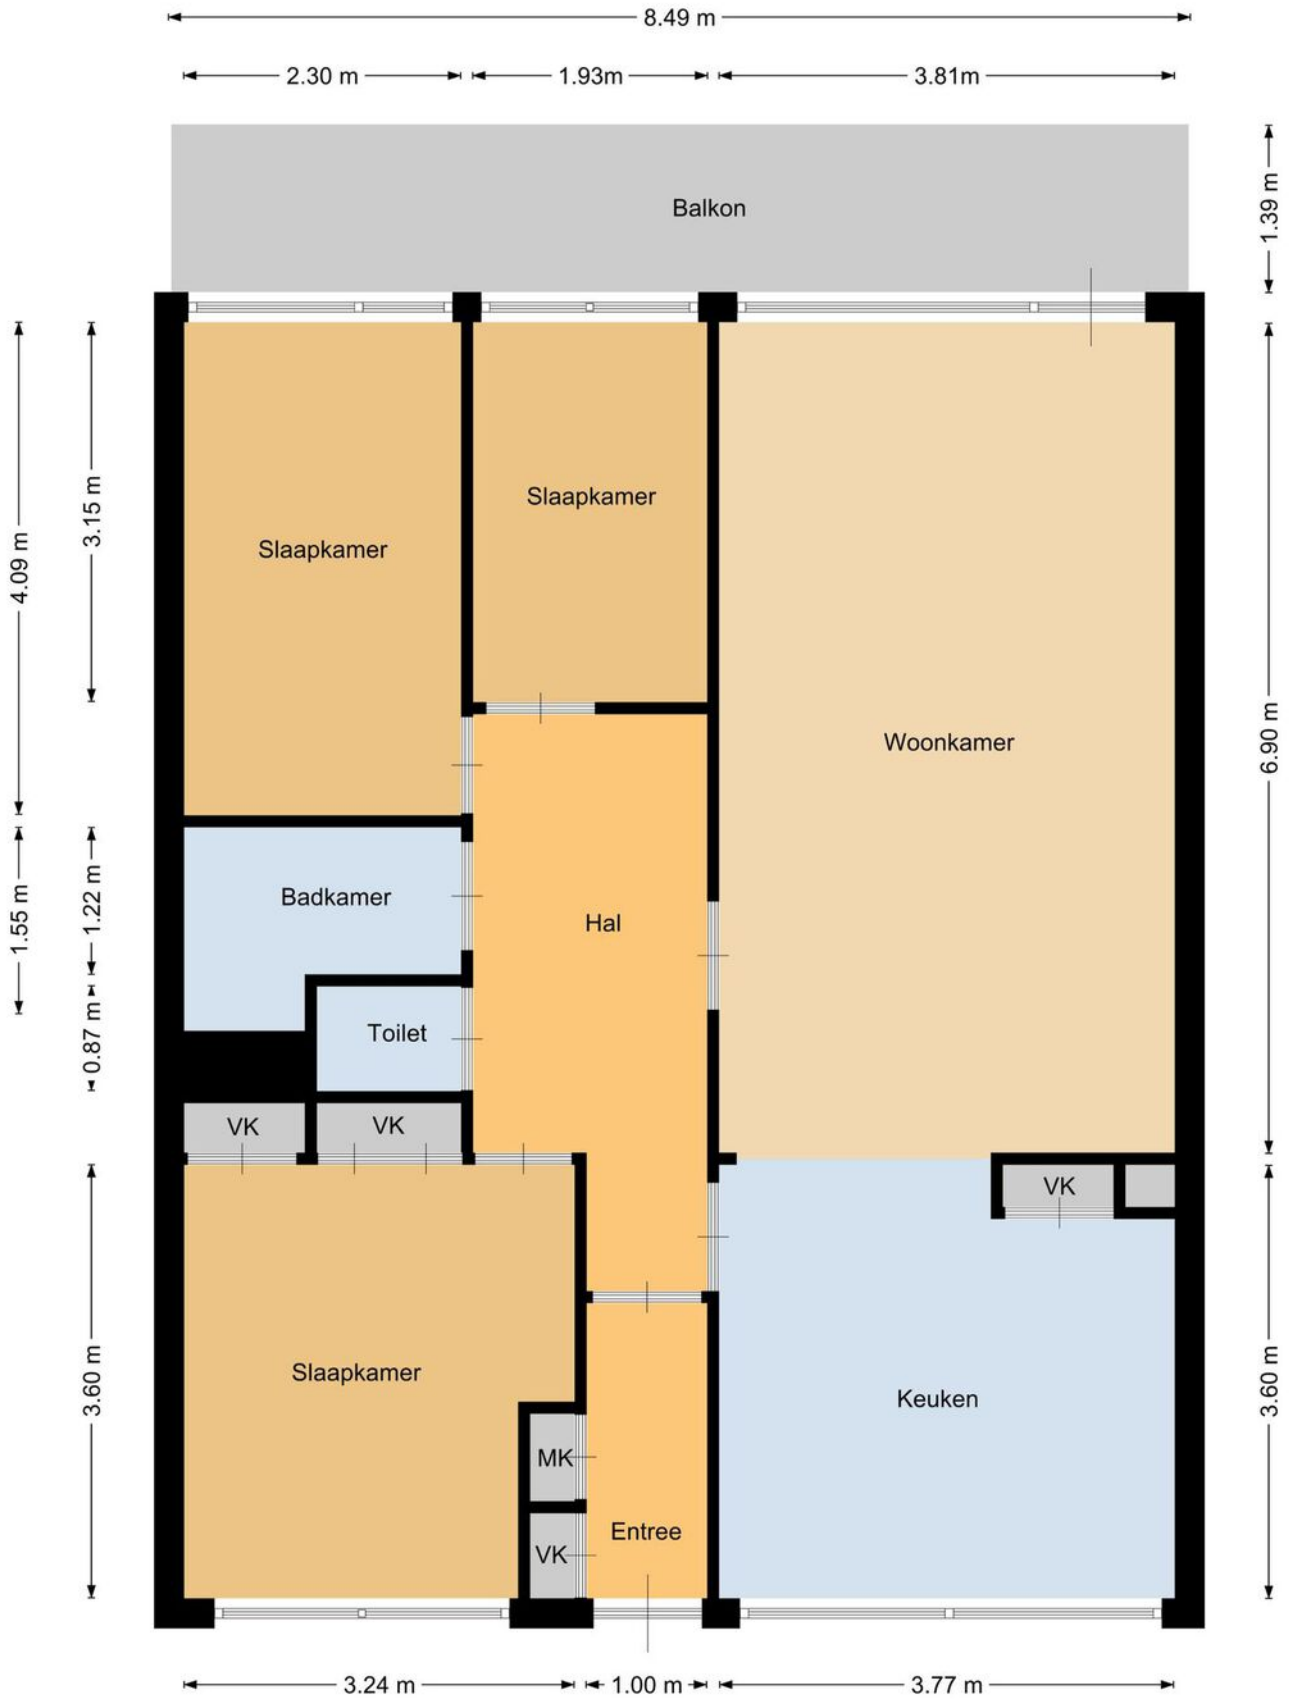 8.49 m
2.30 m
1.93m
3.81m
1.39 m
Balkon
4.09 m
3.15 m
Slaapkamer
Slaapkamer
Woonkamer
6.90 m
1.55 m
1.22 m
Badkamer
Hal
0.87 m
Toilet
VK
VK
VK
3.60 m
Slaapkamer
Keuken
3.60 m
MK
Entree
VK
3.24 m
1.00 m
3.77 m